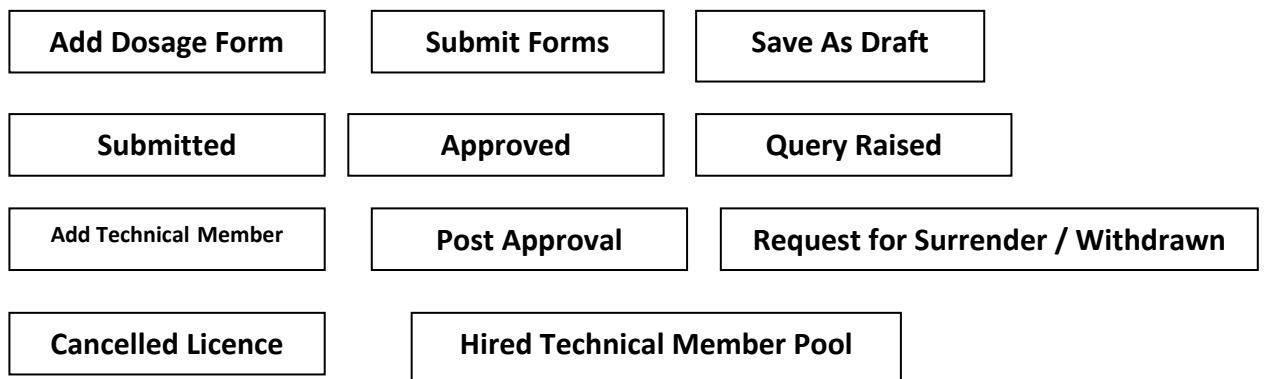 Add Dosage Form
Submit Forms
Save As Draft
Submitted
Approved
Query Raised
Add Technical Member
Post Approval
Request for Surrender / Withdrawn
Cancelled Licence
Hired Technical Member Pool